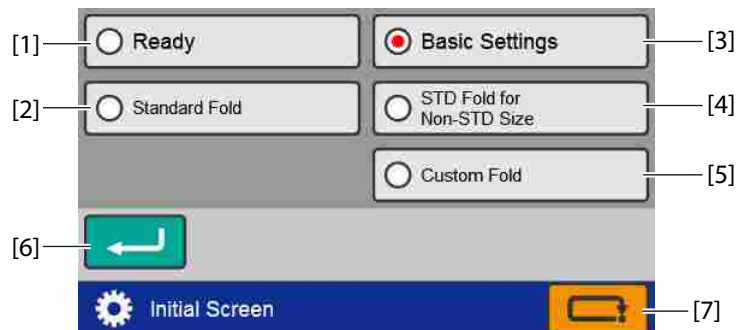 [1] Ready
Basic Settings [3]
[2] Standard Fold
STD Fold for
Non-STD Size [4]
Custom Fold [5]
[6]
Initial Screen
[7]